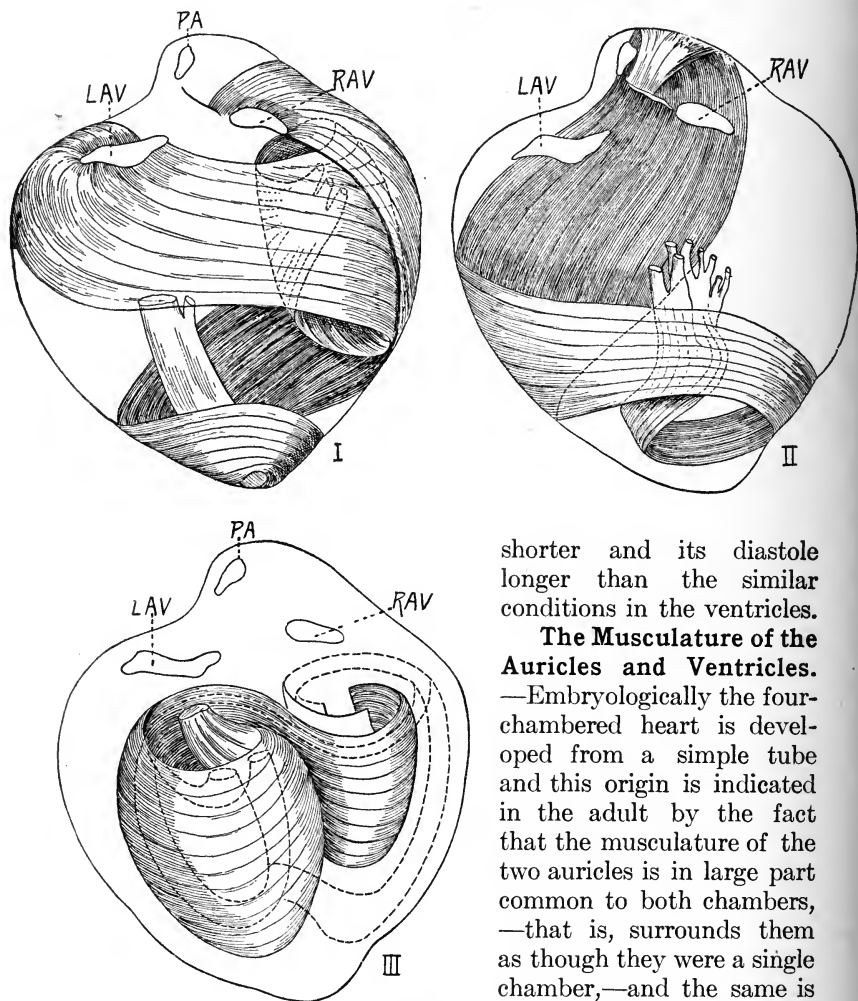 PA
LAV
RAV
I
LAV
RAV
II
PA
LAV
RAV
III
shorter and its diastole
longer than the similar
conditions in the ventricles.
The Musculature of the
Auricles and Ventricles.
—Embryologically the four-
chambered heart is devel-
oped from a simple tube
and this origin is indicated
in the adult by the fact
that the musculature of the
two auricles is in large part
common to both chambers,
—that is, surrounds them
as though they were a single
chamber,—and the same is